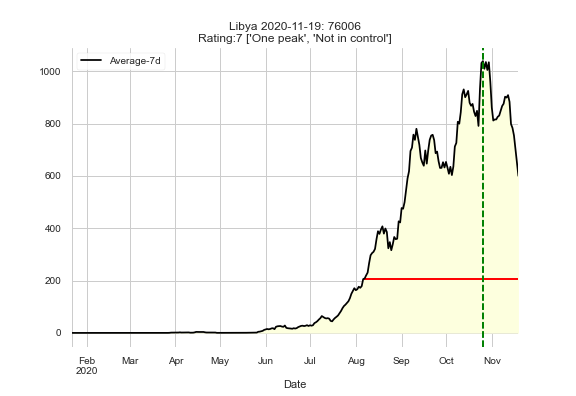 Libya 2020-11-19: 76006
Rating:7 ['One peak', 'Not in control']
Average-7d
1000
800
600
400
200
0
Feb Mar Apr May Jun Jul Aug Sep Oct Nov
2020
Date